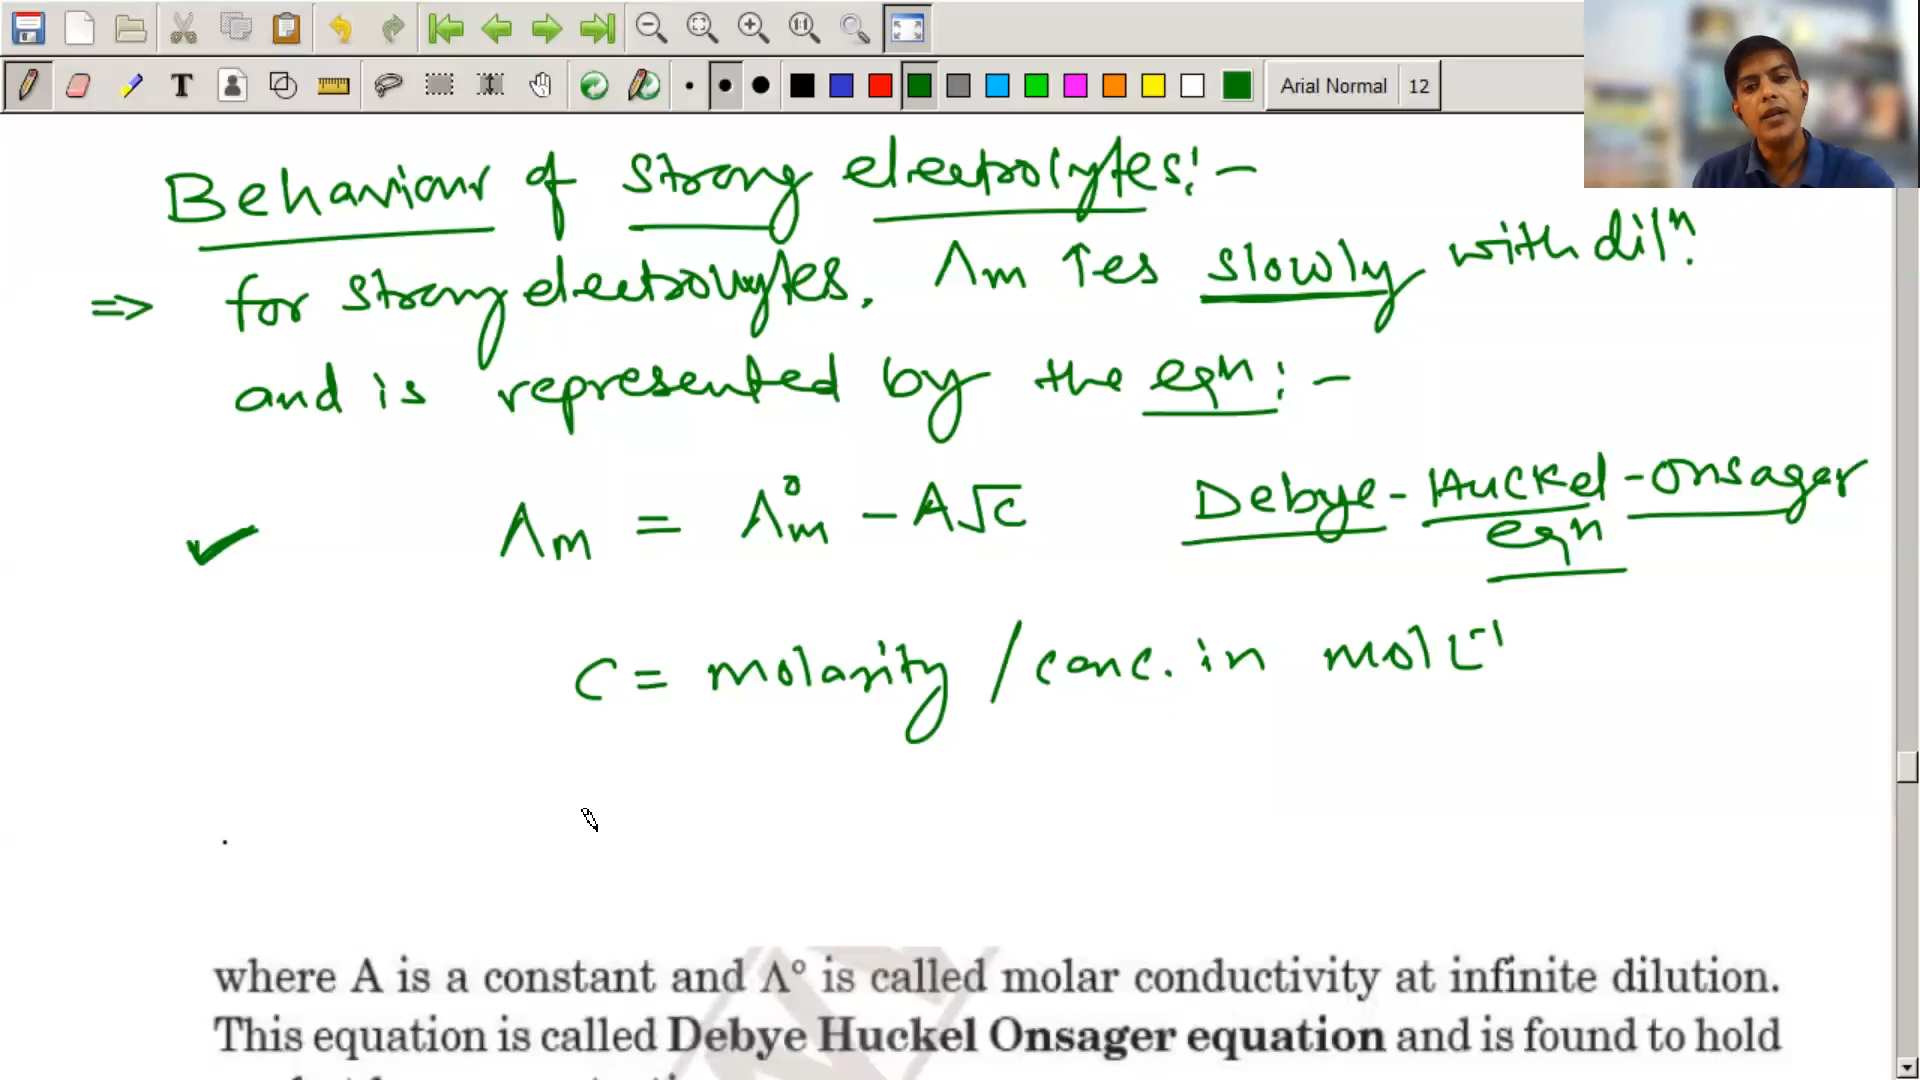 T
1:1
Arial Normal 12
Behaviour of strong electrolytes:-
=> for strong electrolytes, Λm ↑es slowly with dilⁿ.
and is represented by the eqⁿ:-
✓ Λm = Λ°m - A√c Debye-Huckel-Onsager
eqⁿ
C = molarity / conc. in mol L⁻¹
where A is a constant and Λ° is called molar conductivity at infinite dilution.
This equation is called Debye Huckel Onsager equation and is found to hold